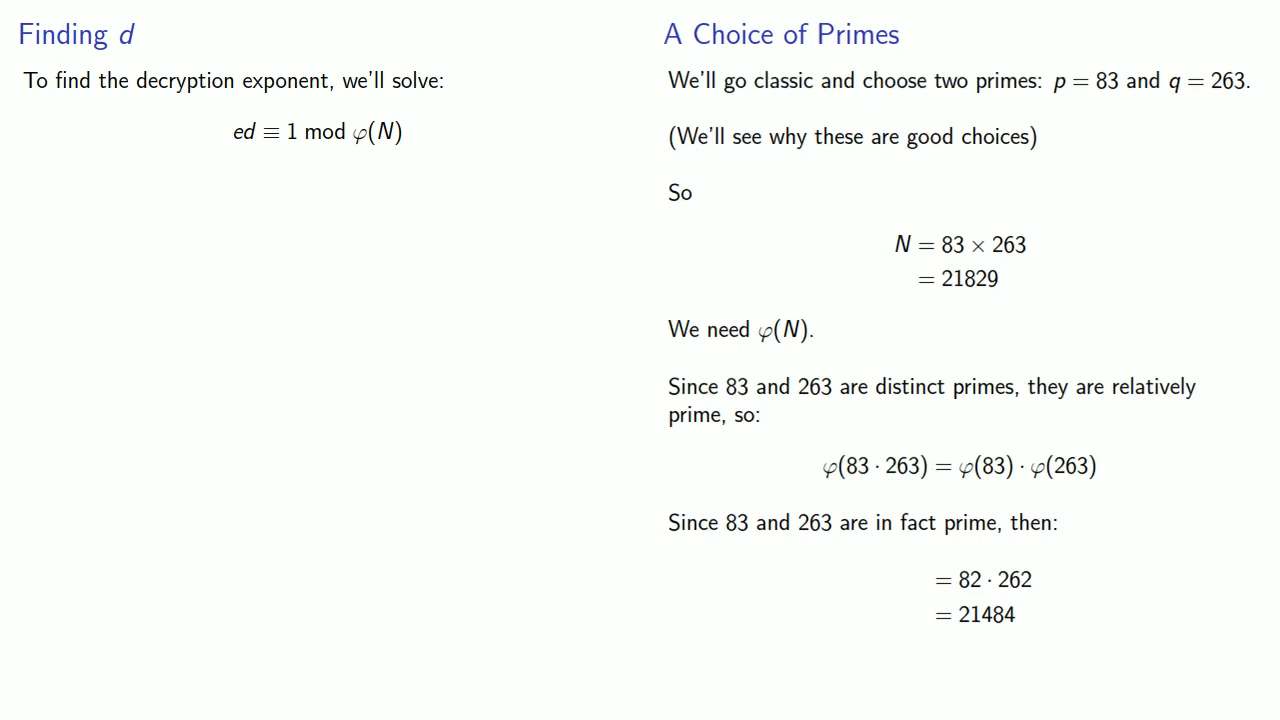 Finding d
To find the decryption exponent, we'll solve:
ed ≡ 1 mod φ(N)
A Choice of Primes
We'll go classic and choose two primes: p = 83 and q = 263.
(We'll see why these are good choices)
So
N = 83 × 263
= 21829
We need φ(N).
Since 83 and 263 are distinct primes, they are relatively
prime, so:
φ(83 · 263) = φ(83) · φ(263)
Since 83 and 263 are in fact prime, then:
= 82 · 262
= 21484